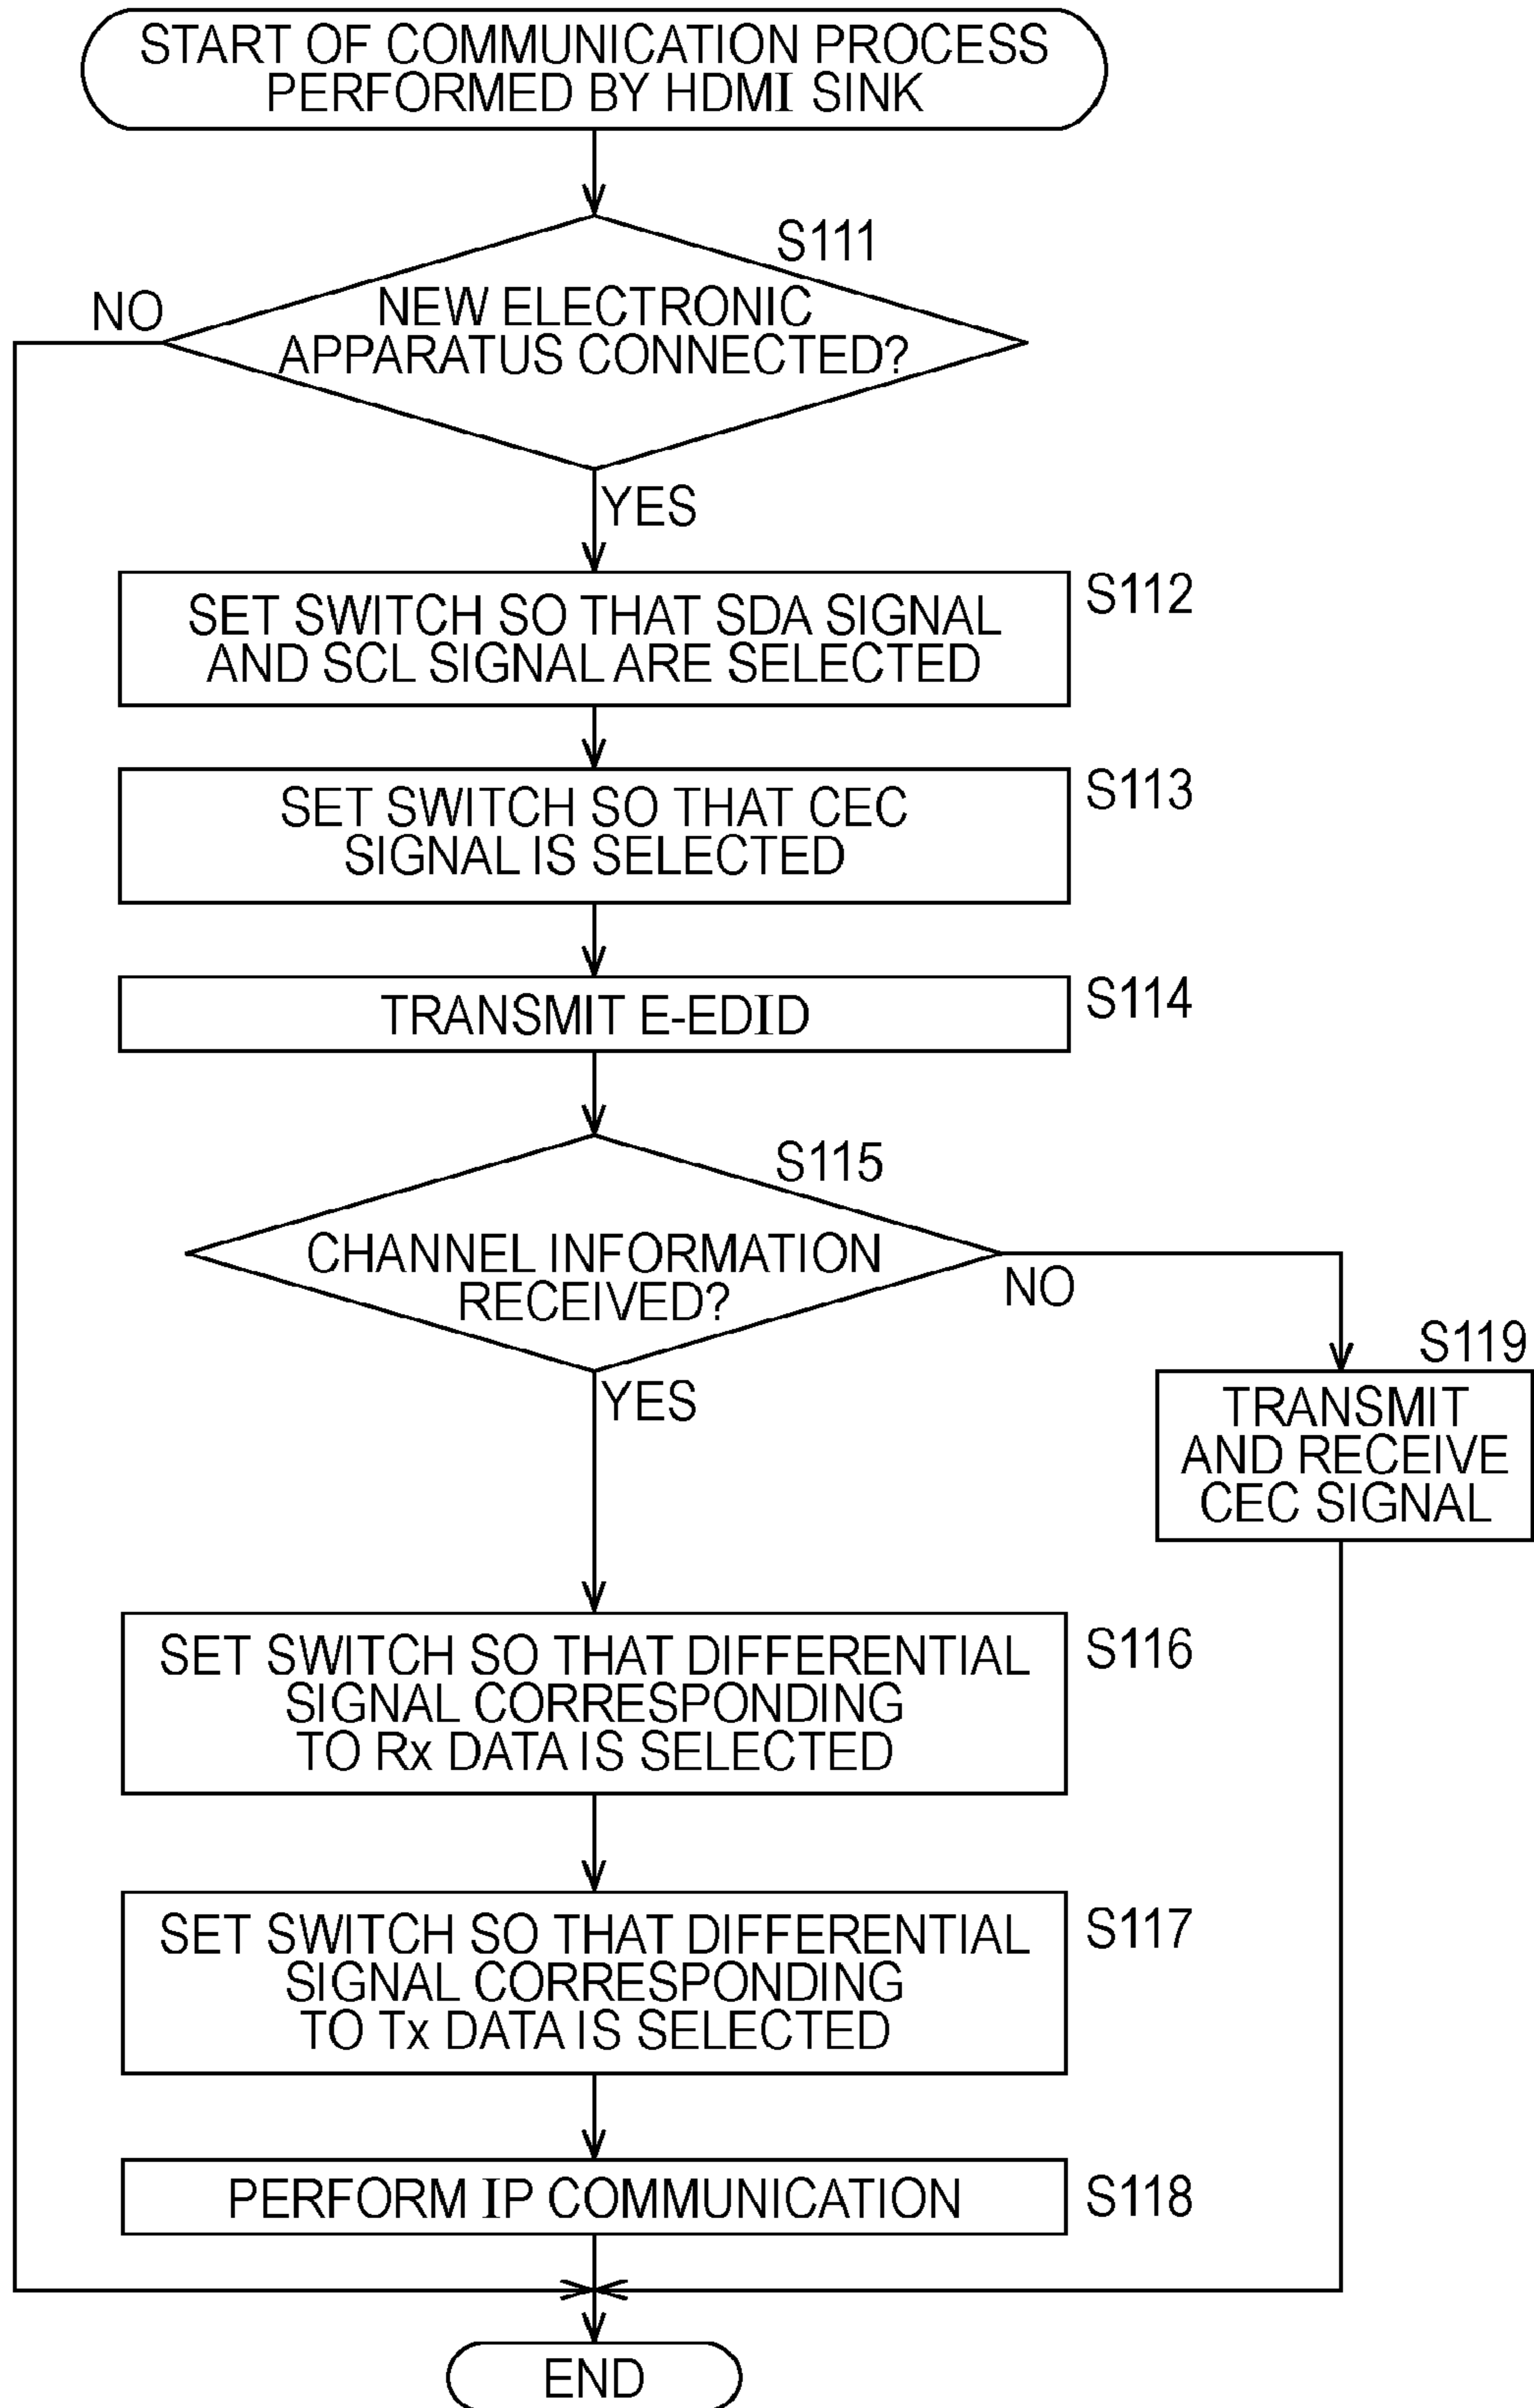 START OF COMMUNICATION PROCESS
PERFORMED BY HDMI SINK
S111
NO
NEW ELECTRONIC
APPARATUS CONNECTED?
YES
S112
SET SWITCH SO THAT SDA SIGNAL
AND SCL SIGNAL ARE SELECTED
S113
SET SWITCH SO THAT CEC
SIGNAL IS SELECTED
S114
TRANSMIT E-EDID
S115
CHANNEL INFORMATION
RECEIVED?
NO
YES
S119
TRANSMIT
AND RECEIVE
CEC SIGNAL
S116
SET SWITCH SO THAT DIFFERENTIAL
SIGNAL CORRESPONDING
TO Rx DATA IS SELECTED
S117
SET SWITCH SO THAT DIFFERENTIAL
SIGNAL CORRESPONDING
TO Tx DATA IS SELECTED
PERFORM IP COMMUNICATION
S118
END